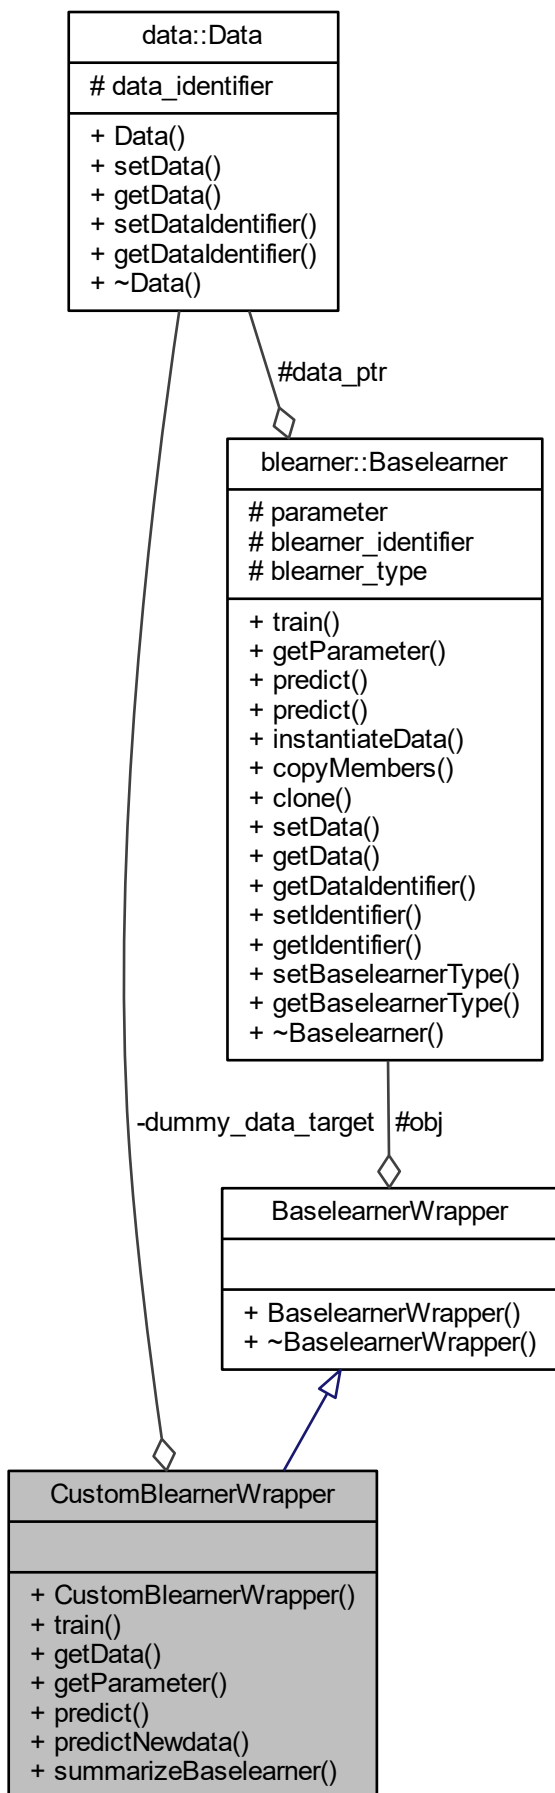 data::Data
# data_identifier
+ Data()
+ setData()
+ getData()
+ setDataIdentifier()
+ getDataIdentifier()
+ ~Data()
#data_ptr
blearner::Baselearner
# parameter
# blearner_identifier
# blearner_type
+ train()
+ getParameter()
+ predict()
+ predict()
+ instantiateData()
+ copyMembers()
+ clone()
+ setData()
+ getData()
+ getDataIdentifier()
+ setIdentifier()
+ getIdentifier()
+ setBaselearnerType()
+ getBaselearnerType()
+ ~Baselearner()
-dummy_data_target #obj
BaselearnerWrapper
+ BaselearnerWrapper()
+ ~BaselearnerWrapper()
CustomBlearnerWrapper
+ CustomBlearnerWrapper()
+ train()
+ getData()
+ getParameter()
+ predict()
+ predictNewdata()
+ summarizeBaselearner()